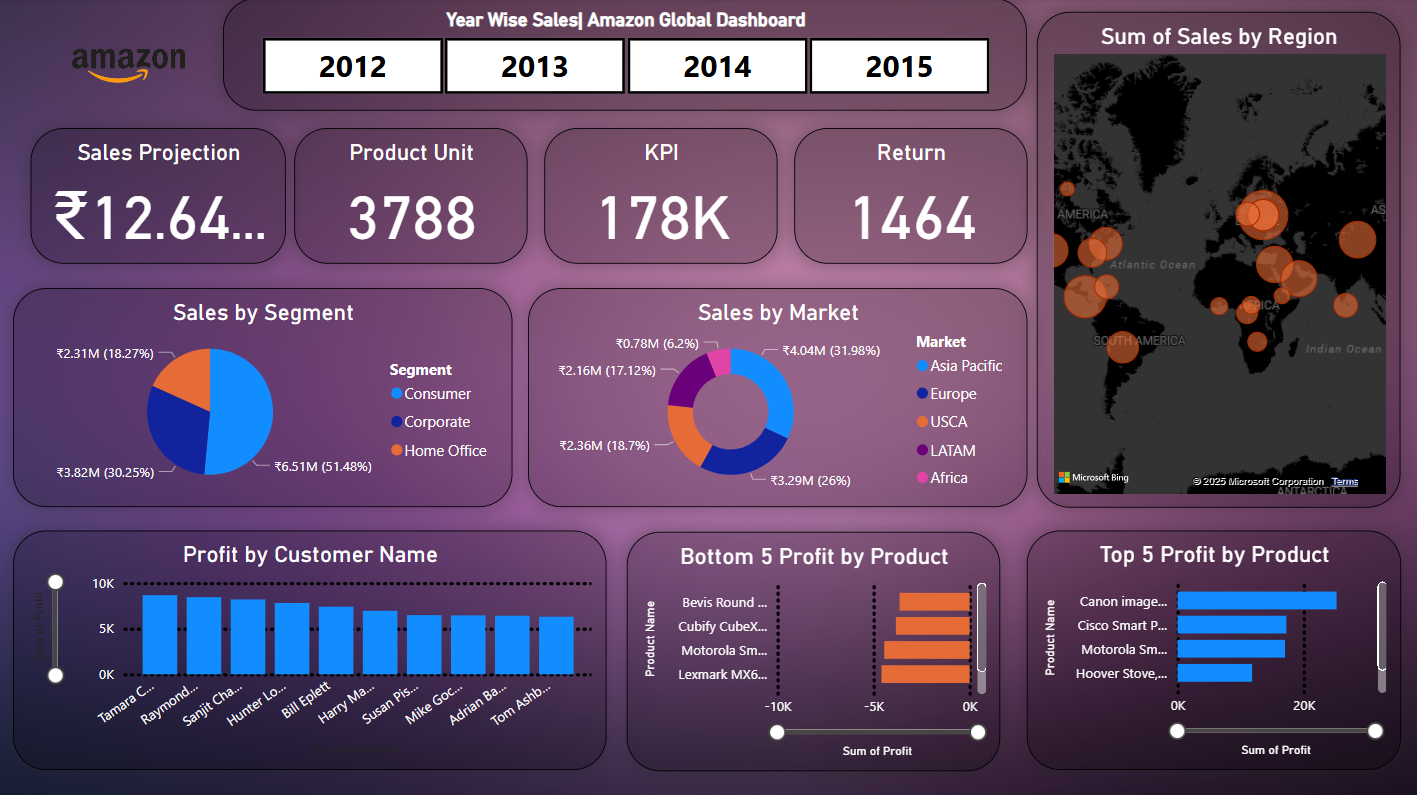 amazon
Year Wise Sales| Amazon Global Dashboard
2012
2013
2014
2015
Sales Projection
₹12.64...
Product Unit
3788
KPI
178K
Return
1464
Sum of Sales by Region
AMERICA
AS
Atlantic Ocean
AFRICA
SOUTH AMERICA
Indian Ocean
ANTARCTICA
Microsoft Bing
© 2025 Microsoft Corporation Terms
Sales by Segment
₹2.31M (18.27%)
₹3.82M (30.25%)
₹6.51M (51.48%)
Segment
Consumer
Corporate
Home Office
Sales by Market
₹0.78M (6.2%)
₹4.04M (31.98%)
₹2.16M (17.12%)
₹2.36M (18.7%)
₹3.29M (26%)
Market
Asia Pacific
Europe
USCA
LATAM
Africa
Profit by Customer Name
Sum of Profit
10K
5K
0K
Tamara C...
Raymond...
Sanjit Cha...
Hunter Lo...
Bill Eplett
Harry Ma...
Susan Pis...
Mike Goc...
Adrian Ba...
Tom Ashb...
Bottom 5 Profit by Product
Product Name
Bevis Round ...
Cubify CubeX...
Motorola Sm...
Lexmark MX6...
-10K
-5K
0K
Sum of Profit
Top 5 Profit by Product
Product Name
Canon image...
Cisco Smart P...
Motorola Sm...
Hoover Stove,...
0K
20K
Sum of Profit